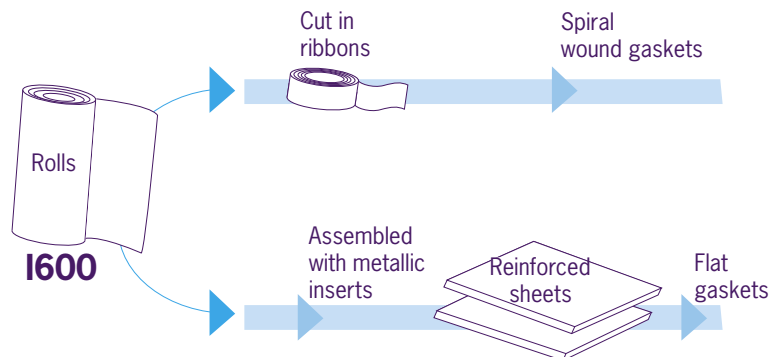 Cut in
ribbons
Spiral
wound gaskets
Rolls
I600
Assembled
with metallic
inserts
Reinforced
sheets
Flat
gaskets